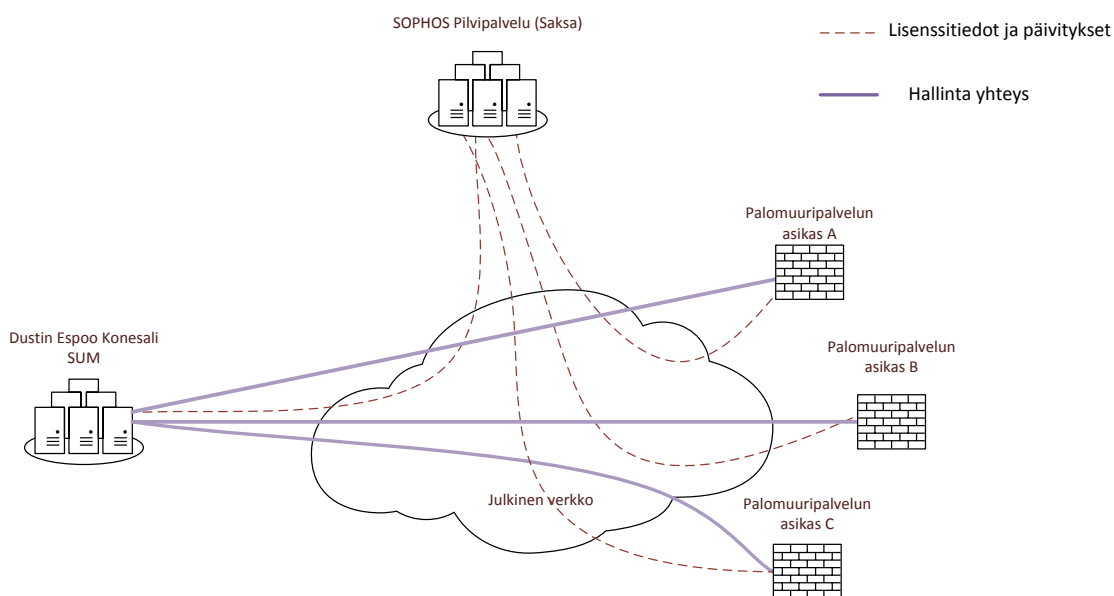 SOPHOS Pilvipalvelu (Saksa)
Lisenssitiedot ja päivitykset
Hallinta yhteys
Palomuuripalvelun
asikas A
Dustin Espoo Konesali
SUM
Palomuuripalvelun
asikas B
Julkinen verkko
Palomuuripalvelun
asikas C